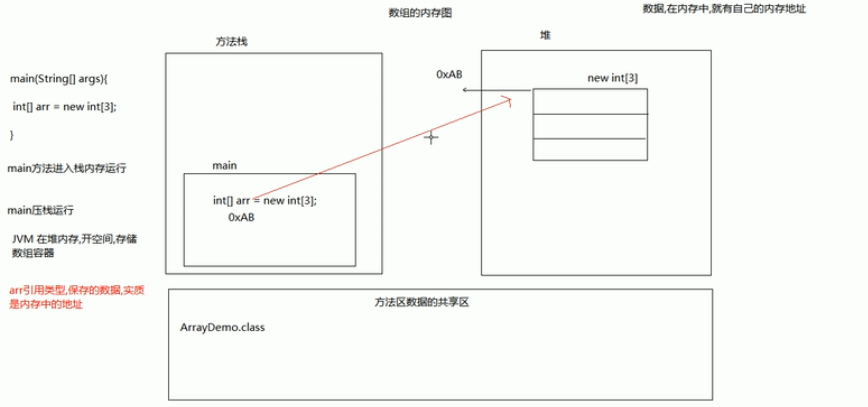 数组的内存图
数据,在内存中,就有自己的内存地址
方法栈
堆
main(String[] args){
int[] arr = new int[3];
}
main方法进入栈内存运行
main压栈运行
JVM 在堆内存,开空间,存储
数组容器
arr引用类型,保存的数据,实质
是内存中的地址
main
int[] arr = new int[3];
0xAB
0xAB
new int[3]
方法区数据的共享区
ArrayDemo.class